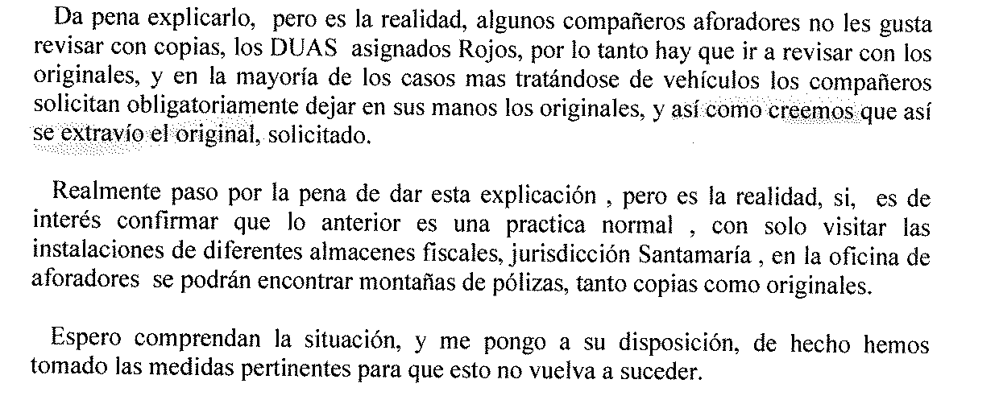 Da pena explicarlo, pero es la realidad, algunos compañeros aforadores no les gusta
revisar con copias, los DUAS asignados Rojos, por lo tanto hay que ir a revisar con los
originales, y en la mayoría de los casos mas tratándose de vehículos los compañeros
solicitan obligatoriamente dejar en sus manos los originales, y así como creemos que así
se extravío el original, solicitado.
Realmente paso por la pena de dar esta explicación , pero es la realidad, si, es de
interés confirmar que lo anterior es una practica normal , con solo visitar las
instalaciones de diferentes almacenes fiscales, jurisdicción Santamaría , en la oficina de
aforadores se podrán encontrar montañas de pólizas, tanto copias como originales.
Espero comprendan la situación, y me pongo a su disposición, de hecho hemos
tomado las medidas pertinentes para que esto no vuelva a suceder.